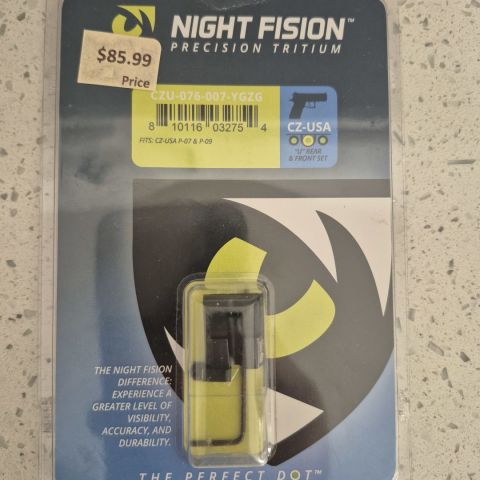 NIGHT FISION™
PRECISION TRITIUM
$85.99
Price
CZU-076-007-YGZG
8 10116 03275 4
FITS: CZ-USA P-07 & P-09
CZ-USA
"U" REAR
& FRONT SET
THE NIGHT FISION
DIFFERENCE:
EXPERIENCE A
GREATER LEVEL OF
VISIBILITY,
ACCURACY, AND
DURABILITY.
THE PERFECT DOT™